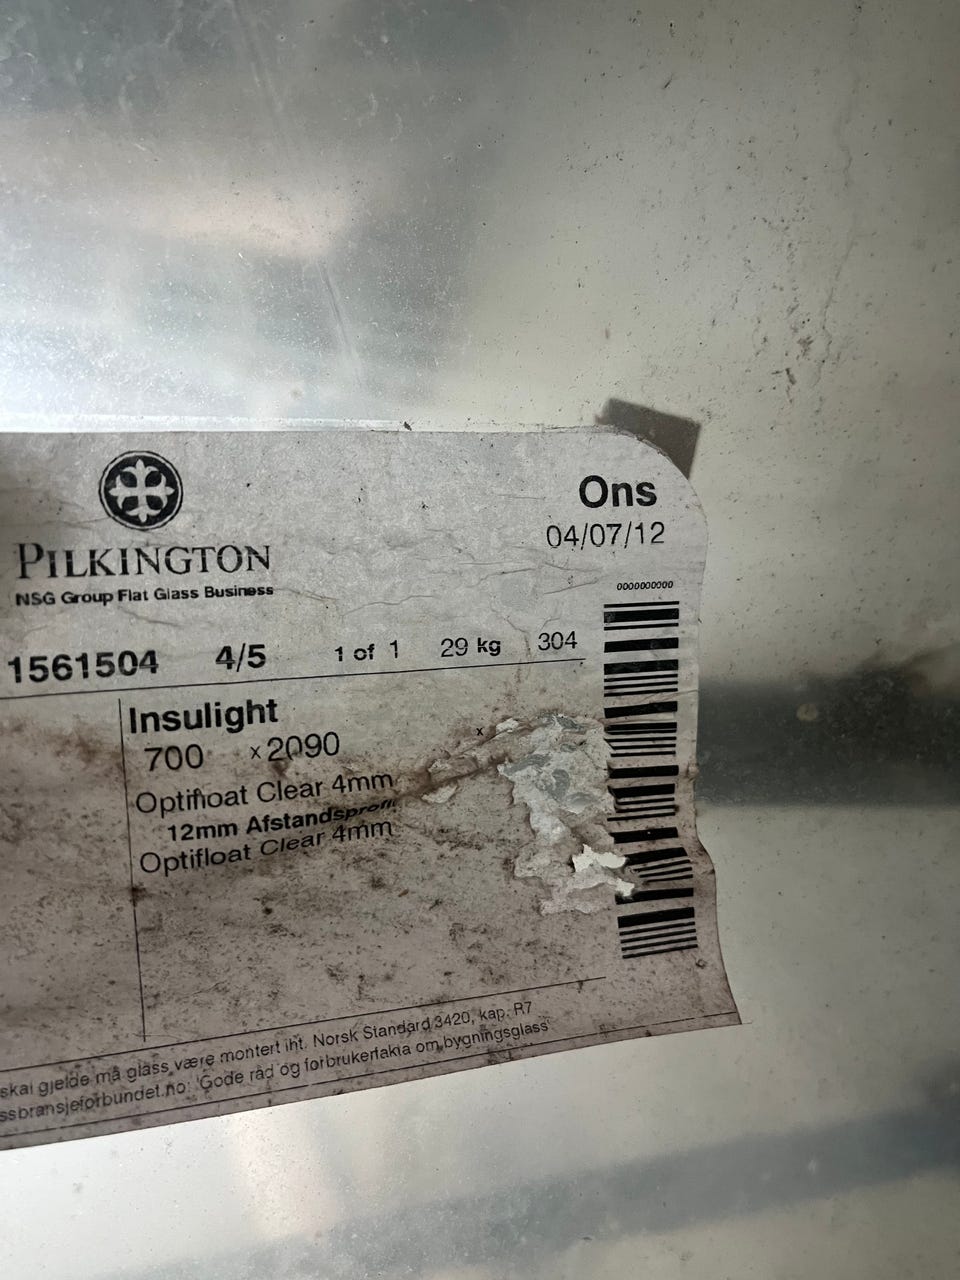 Ons
04/07/12
PILKINGTON
NSG Group Flat Glass Business
0000000000
1561504 4/5 1 of 1 29 kg 304
Insulight
700 x 2090 x
Optifloat Clear 4mm
12mm Afstandsprofil
Optifloat Clear 4mm
skal gjelde må glass være montert iht. Norsk Standard 3420, kap. R7
ssbransjeforbundet.no: 'Gode råd og forbrukerfakta om bygningsglass'